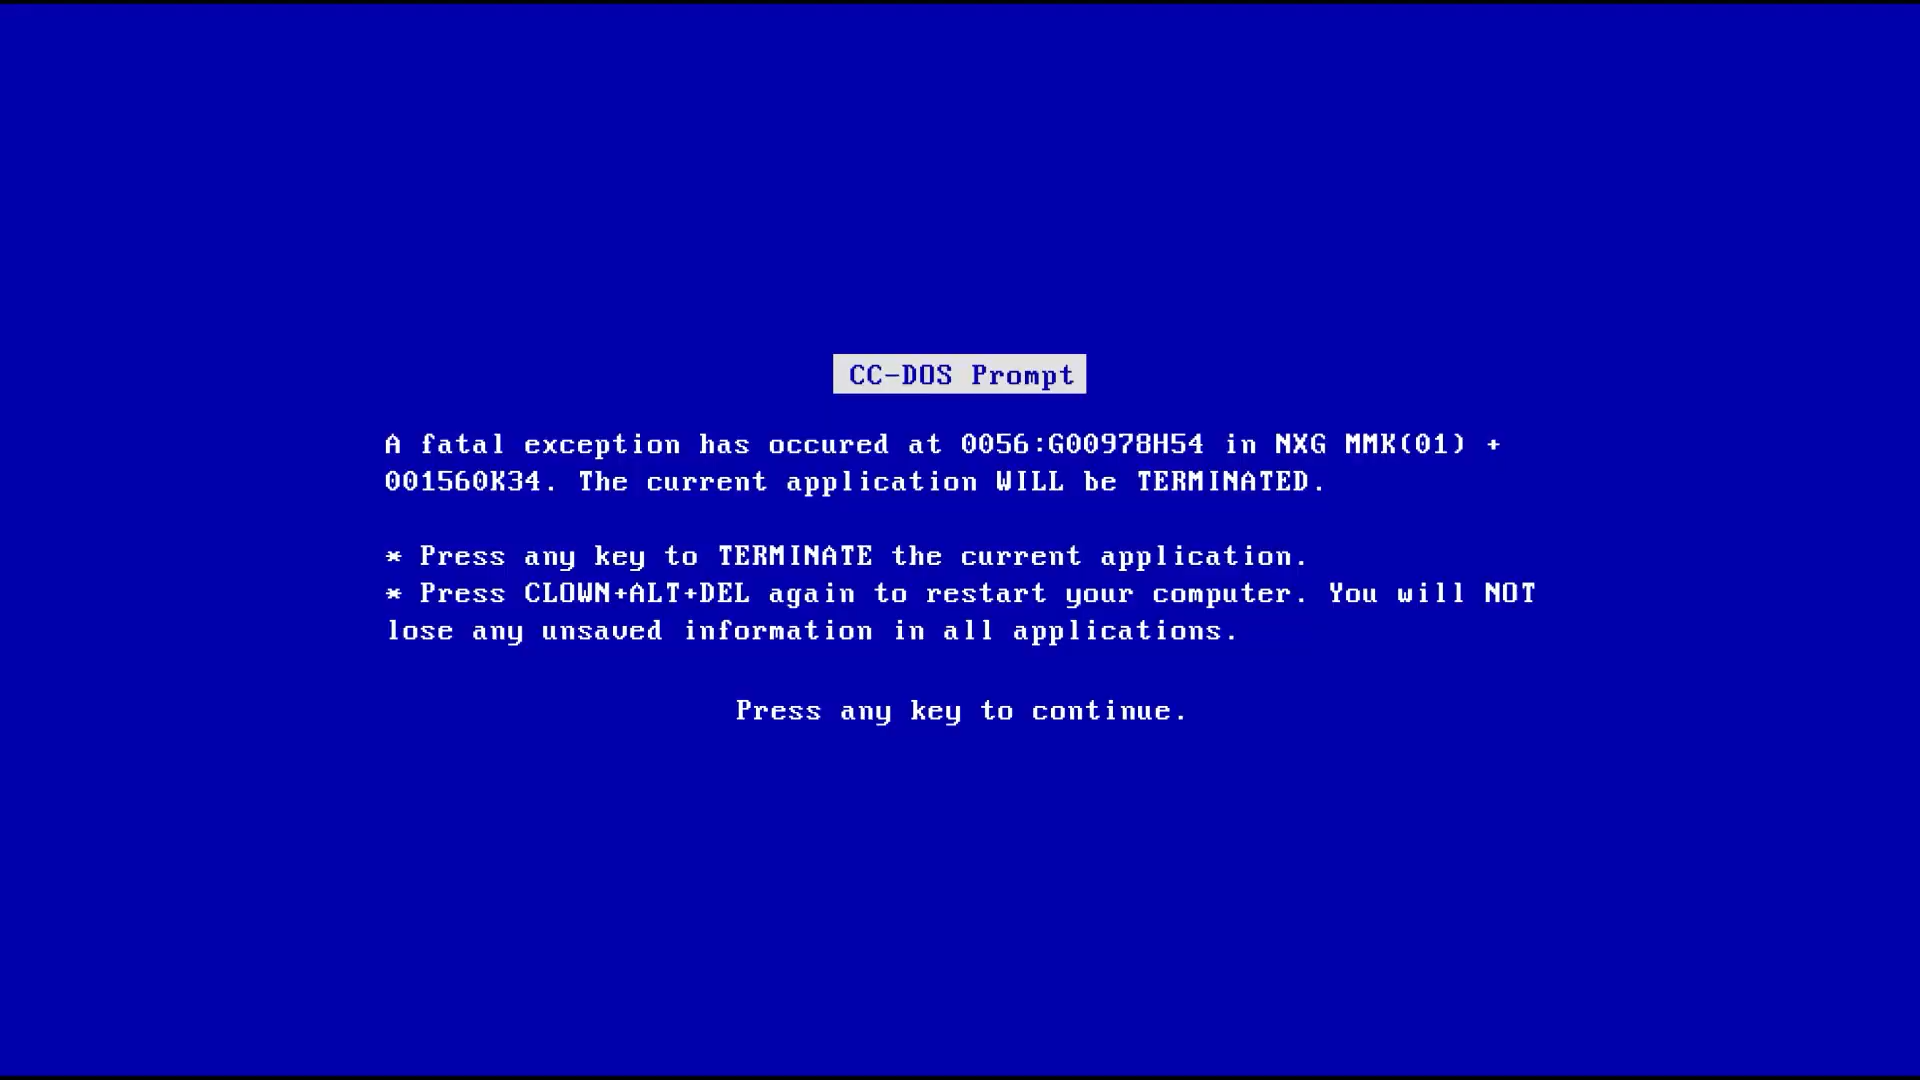 CC-DOS Prompt
A fatal exception has occured at 0056:G00978H54 in NXG MMK(01) +
001560K34. The current application WILL be TERMINATED.
* Press any key to TERMINATE the current application.
* Press CLOWN+ALT+DEL again to restart your computer. You will NOT
lose any unsaved information in all applications.
Press any key to continue.